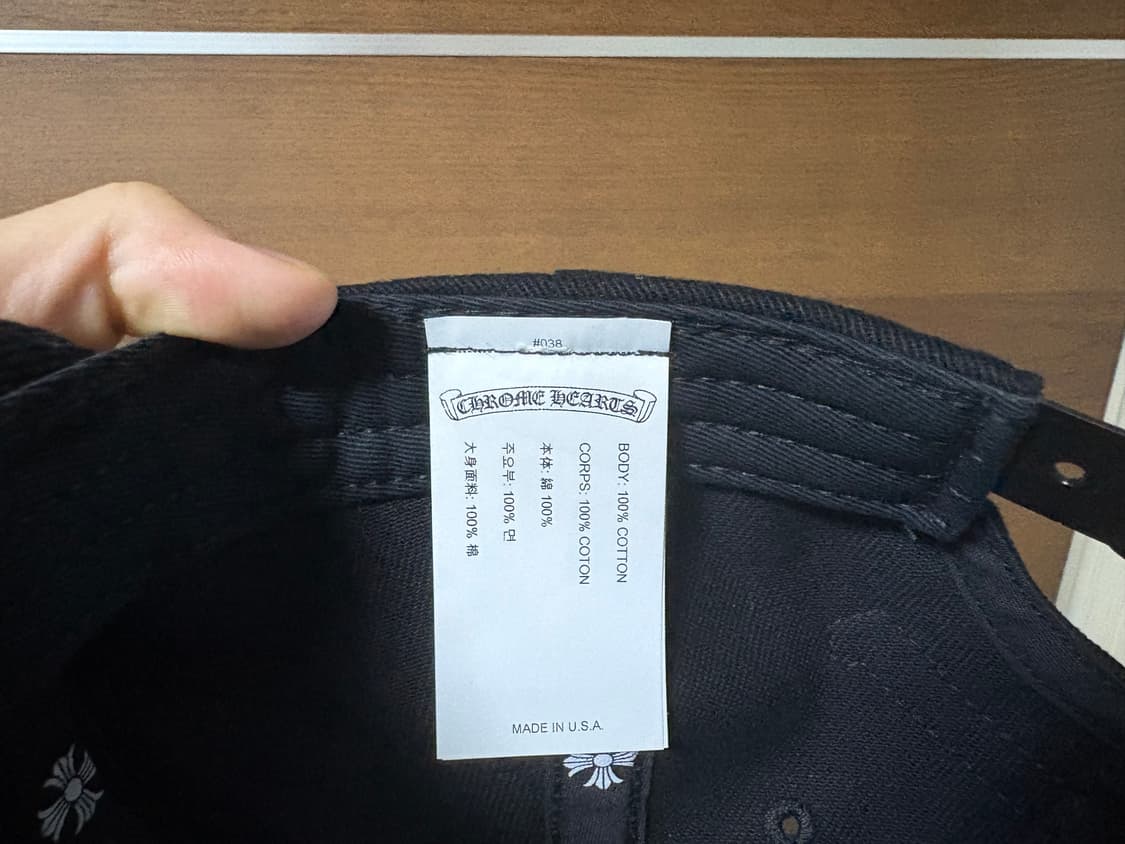 #038
CHROME HEARTS
BODY: 100% COTTON
CORPS: 100% COTON
本体: 綿 100%
주요부: 100% 면
大身面料: 100% 棉
MADE IN U.S.A.